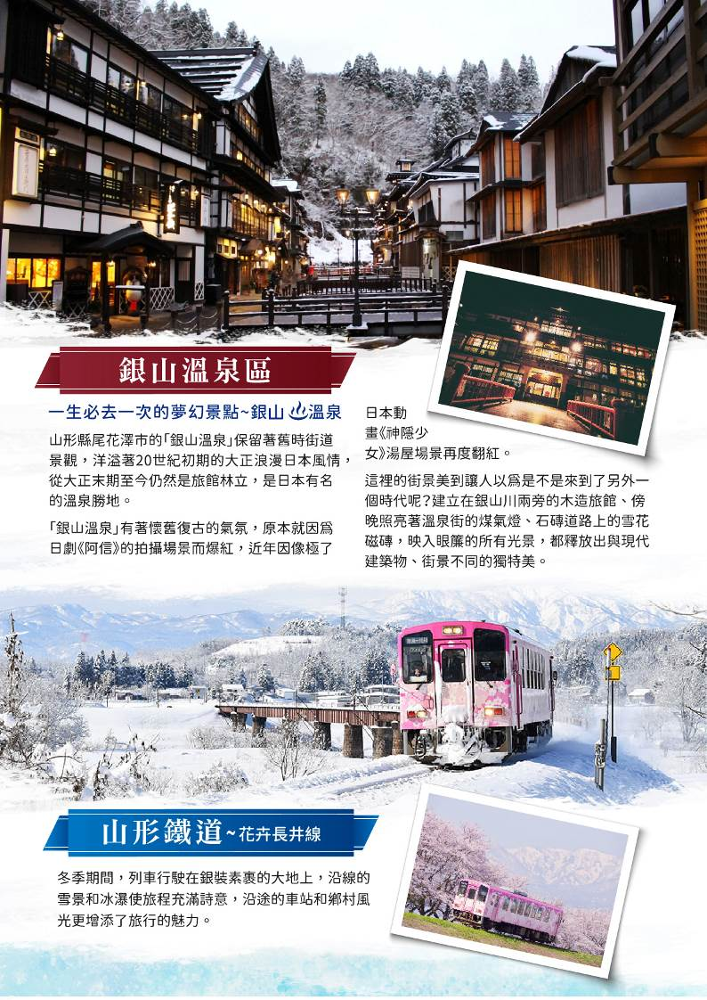 銀山溫泉區
一生必去一次的夢幻景點~銀山♨溫泉
山形縣尾花澤市的「銀山溫泉」保留著舊時街道
景觀，洋溢著20世紀初期的大正浪漫日本風情，
從大正末期至今仍然是旅館林立，是日本有名
的溫泉勝地。
「銀山溫泉」有著懷舊復古的氣氛，原本就因爲
日劇《阿信》的拍攝場景而爆紅，近年因像極了
日本動
畫《神隱少
女》湯屋場景再度翻紅。
這裡的街景美到讓人以爲是不是來到了另外一
個時代呢？建立在銀山川兩旁的木造旅館、傍
晚照亮著溫泉街的煤氣燈、石磚道路上的雪花
磁磚，映入眼簾的所有光景，都釋放出與現代
建築物、街景不同的獨特美。
山形鐵道~花卉長井線
冬季期間，列車行駛在銀裝素裹的大地上，沿線的
雪景和冰瀑使旅程充滿詩意，沿途的車站和鄉村風
光更增添了旅行的魅力。